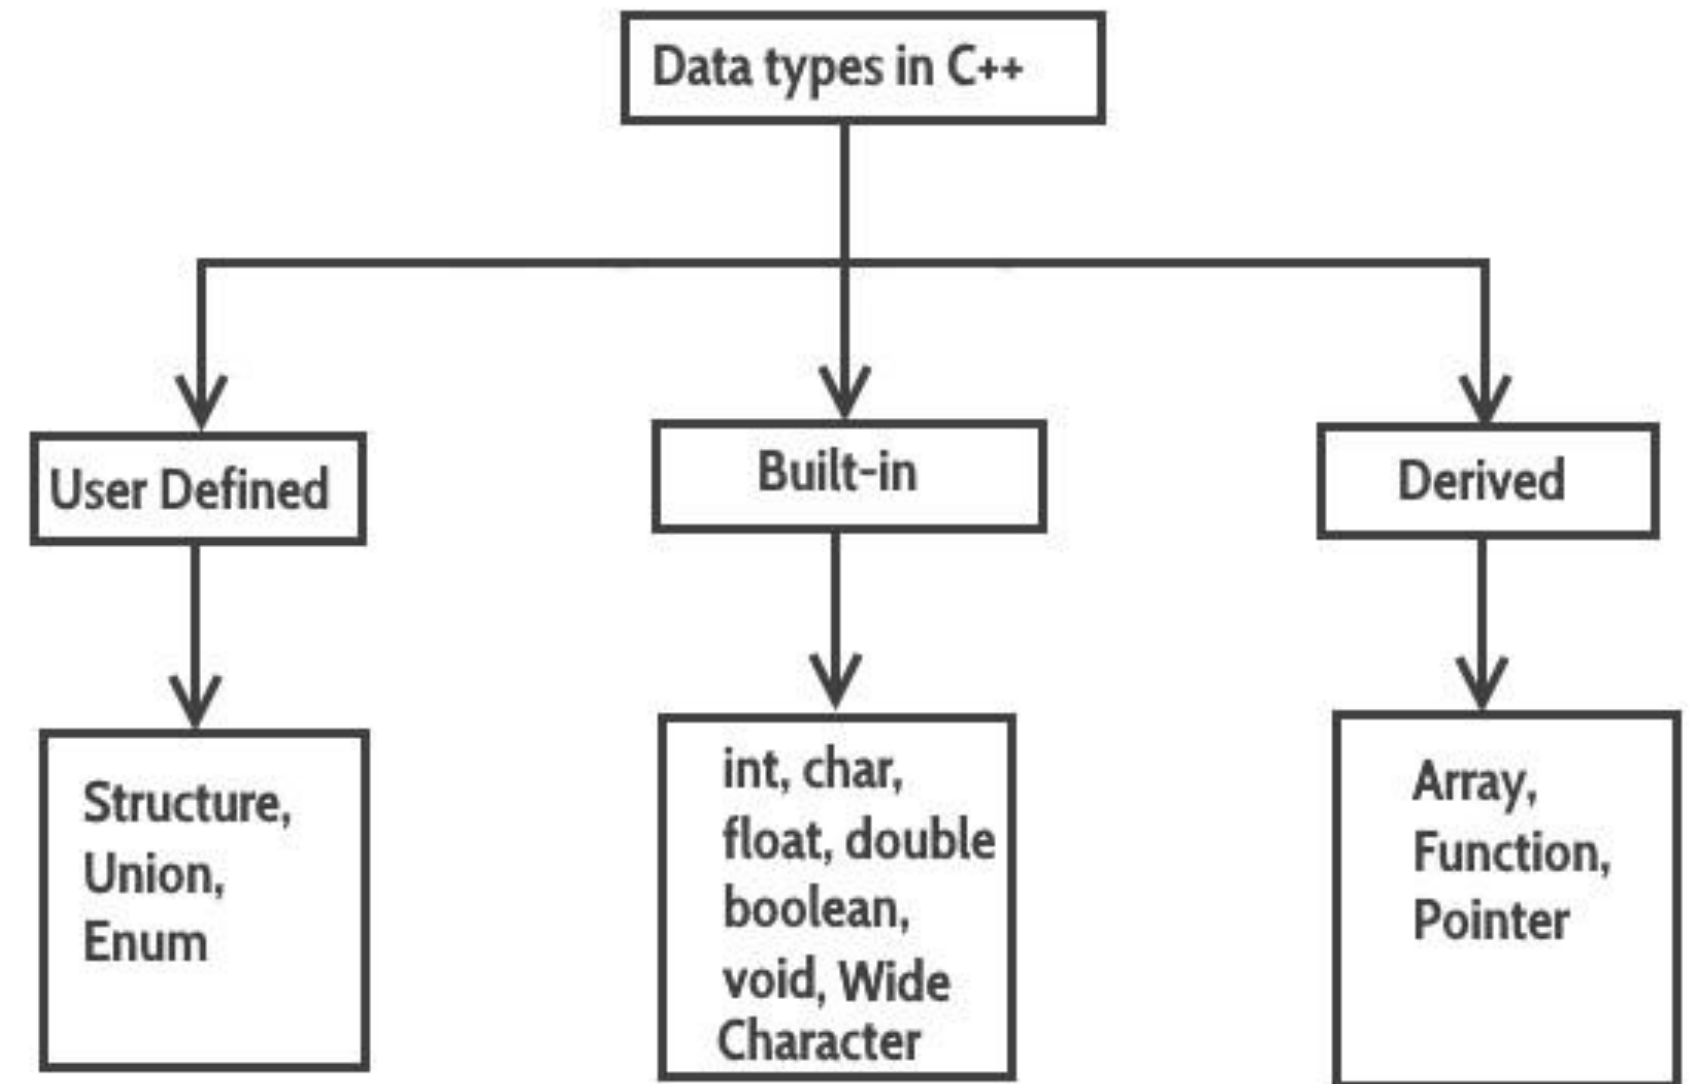 Data types in C++
User Defined
Built-in
Derived
Structure,
Union,
Enum
int, char,
float, double
boolean,
void, Wide
Character
Array,
Function,
Pointer